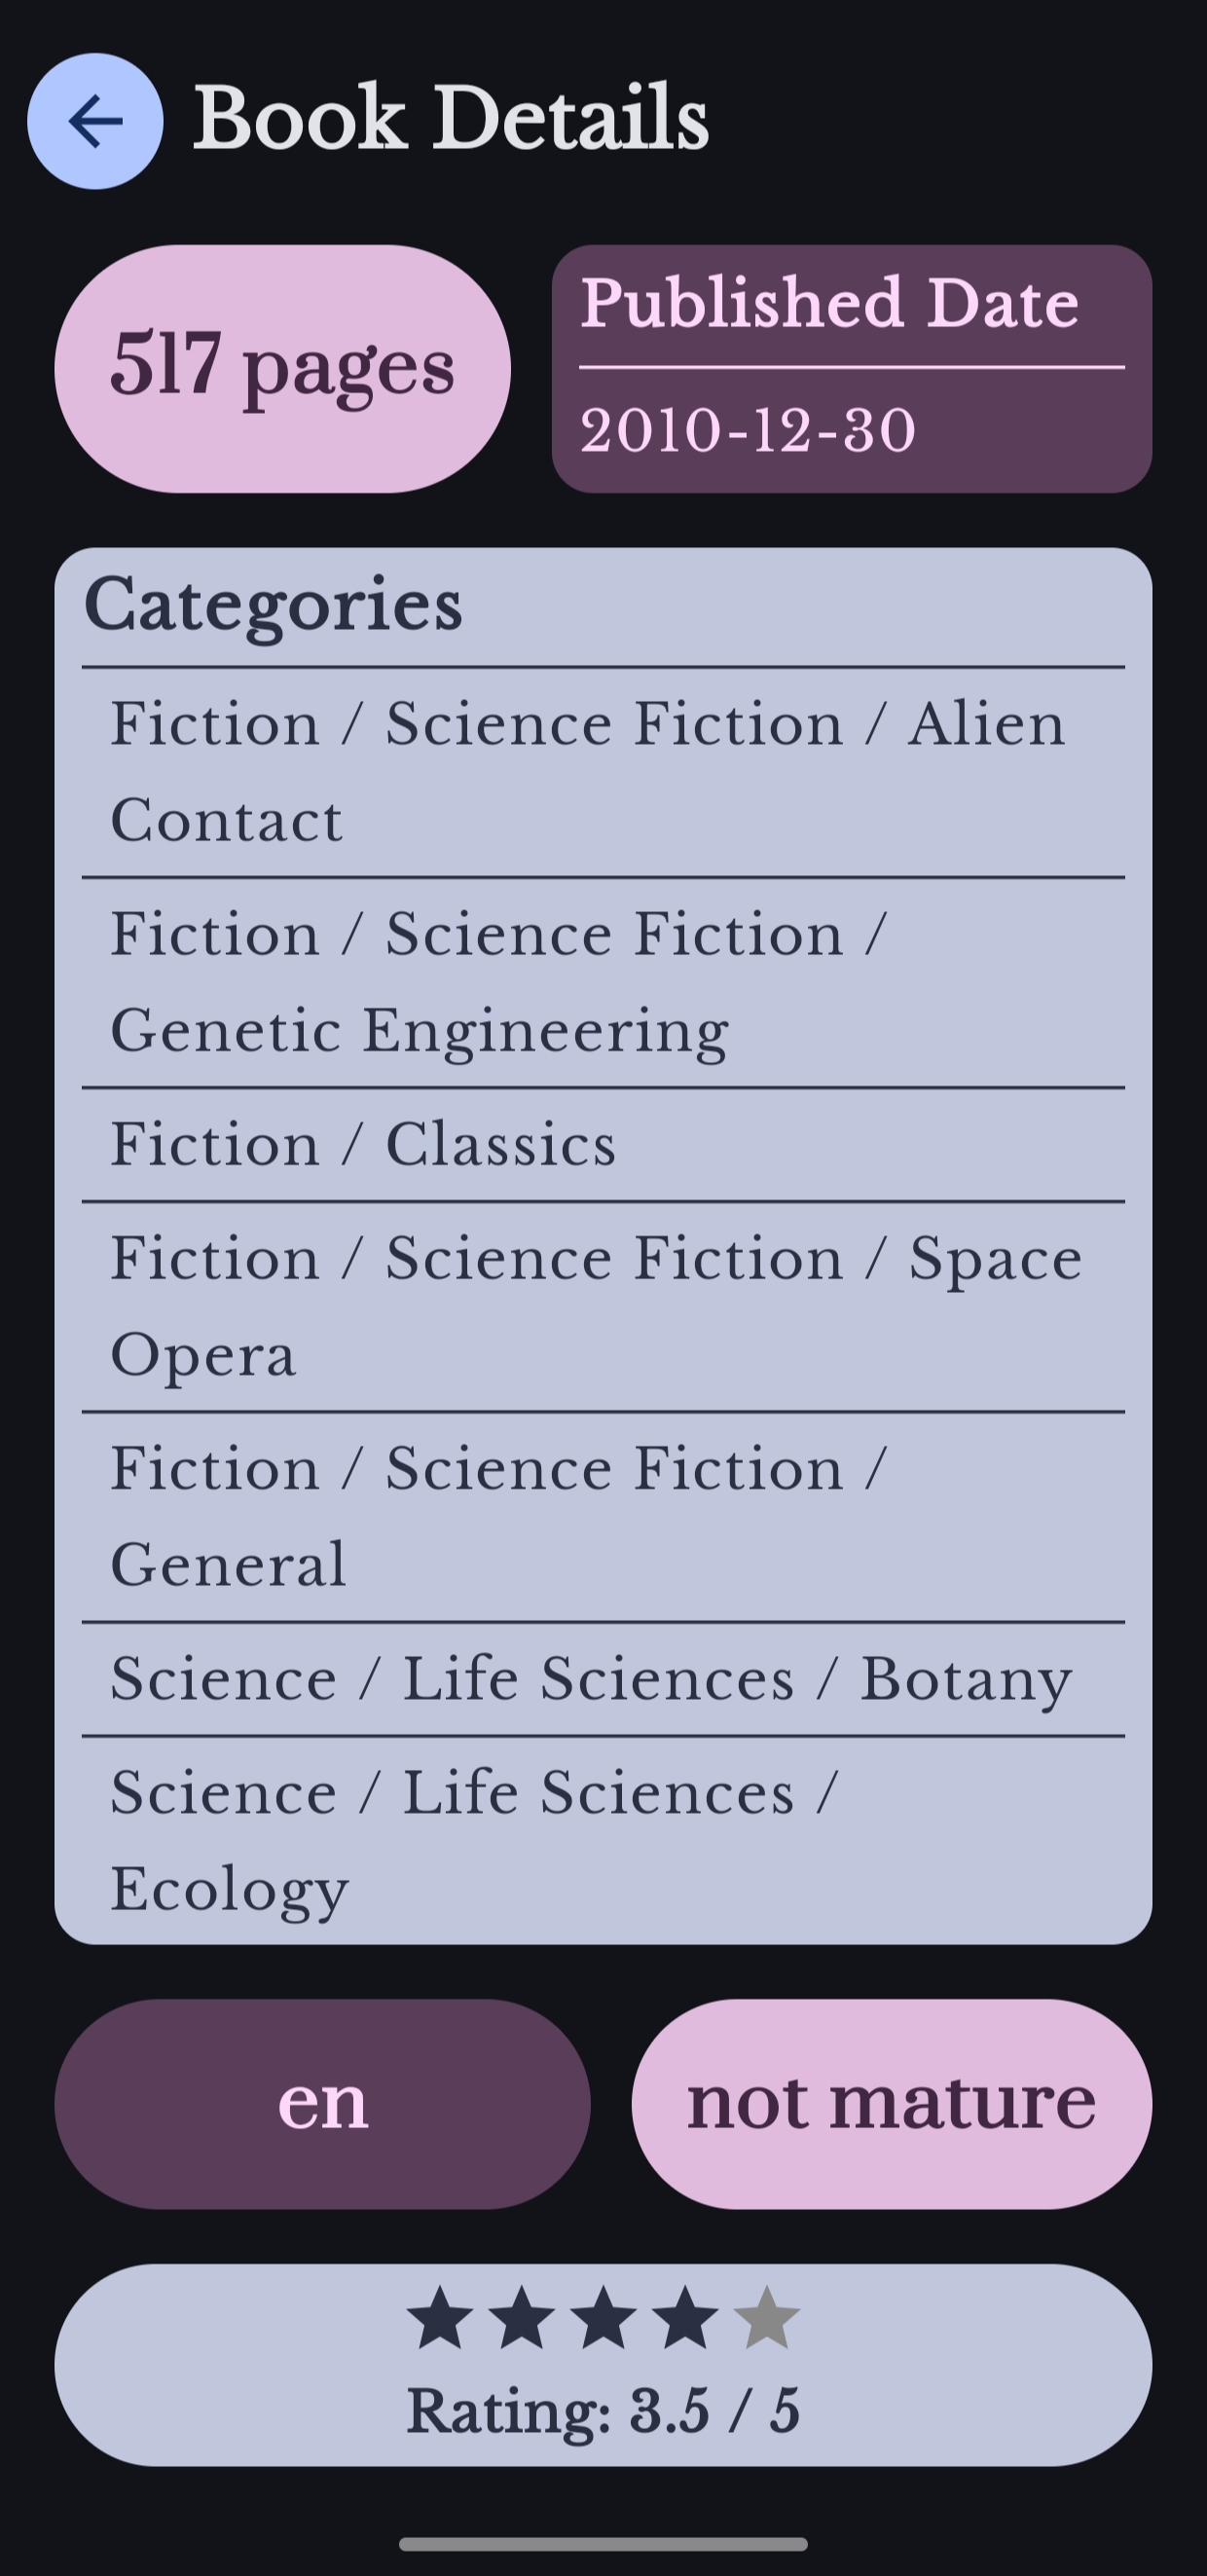 Book Details
517 pages
Published Date
2010-12-30
Categories
Fiction / Science Fiction / Alien
Contact
Fiction / Science Fiction /
Genetic Engineering
Fiction / Classics
Fiction / Science Fiction / Space
Opera
Fiction / Science Fiction /
General
Science / Life Sciences / Botany
Science / Life Sciences /
Ecology
en
not mature
Rating: 3.5 / 5